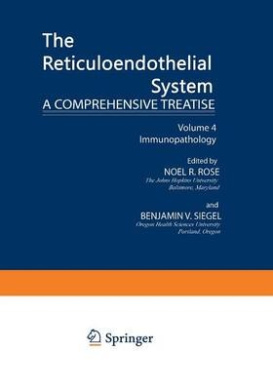 The
Reticuloendothelial
System
A COMPREHENSIVE TREATISE
Volume 4
Immunopathology
Edited by
NOEL R. ROSE
The Johns Hopkins University
Baltimore, Maryland
and
BENJAMIN V. SIEGEL
Oregon Health Sciences University
Portland, Oregon
Springer